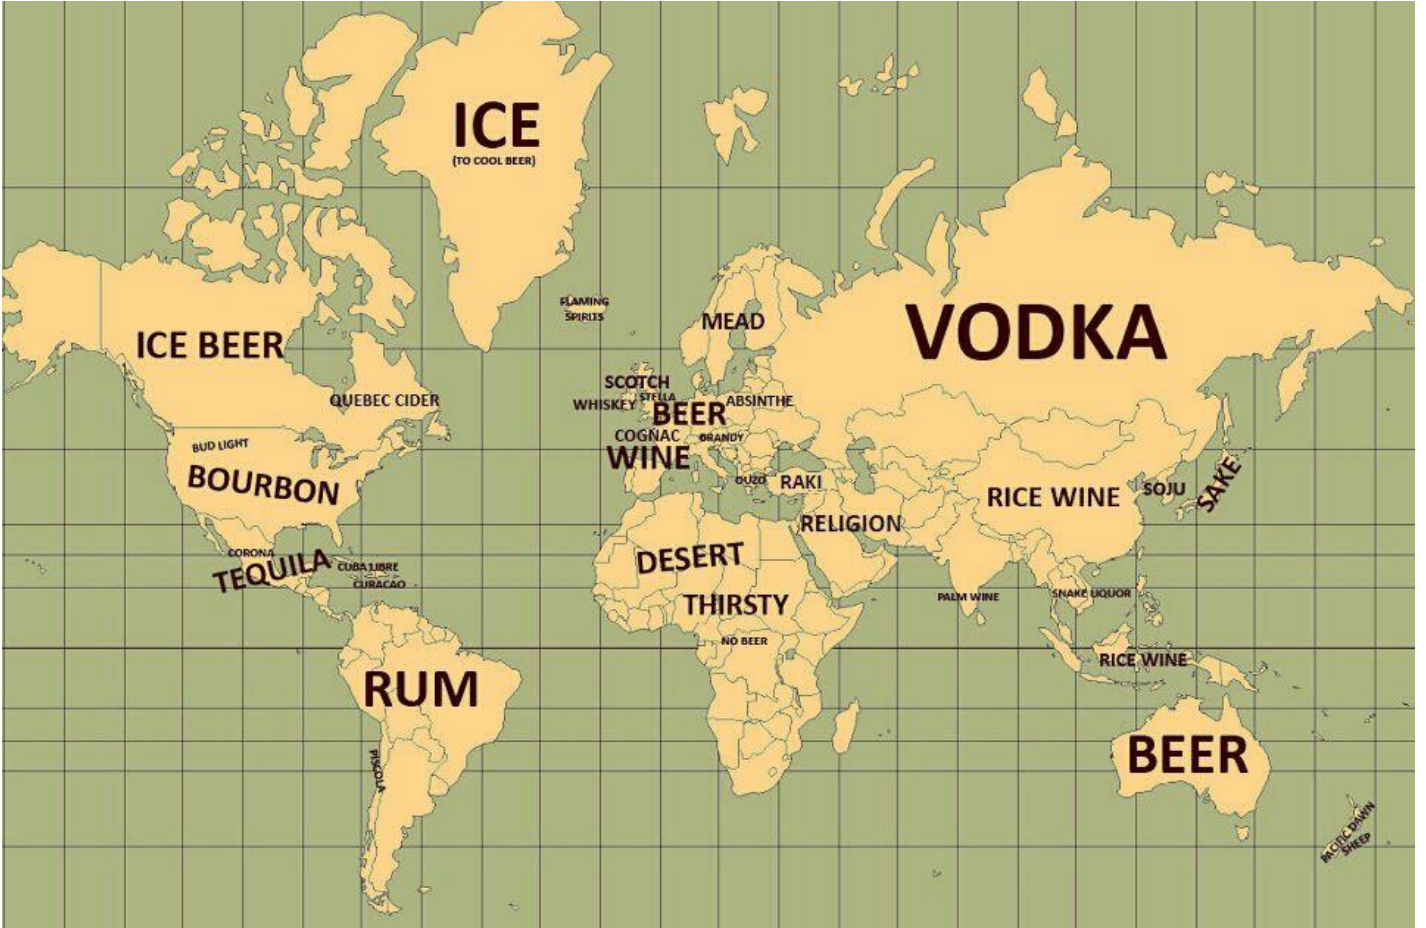 ICE
(TO COOL BEER)
FLAMING
SPIRITS
MEAD
VODKA
ICE BEER
QUEBEC CIDER
SCOTCH
STELLA
WHISKEY
BEER
ABSINTHE
COGNAC
BRANDY
WINE
BUD LIGHT
BOURBON
OUZO
RAKI
RICE WINE
SOJU
SAKE
RELIGION
CORONA
TEQUILA
CUBA LIBRE
CURACAO
DESERT
THIRSTY
NO BEER
PALM WINE
SNAKE LIQUOR
RICE WINE
RUM
PISCOLA
BEER
PACIFIC DAWN
SHEEP